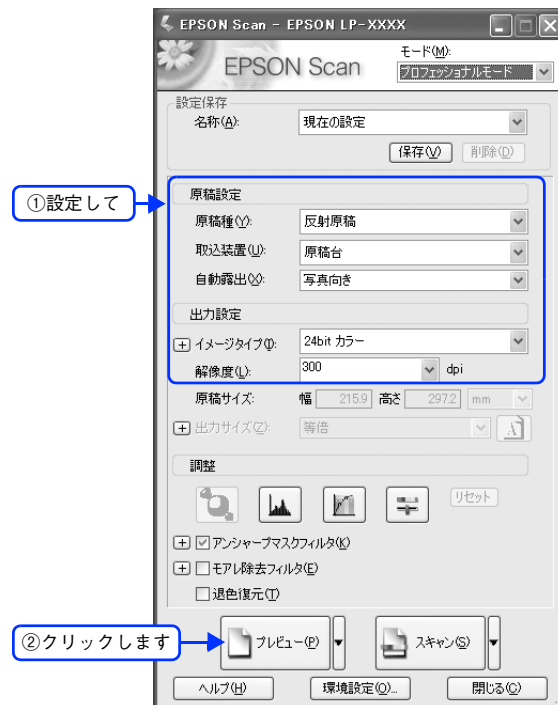 EPSON Scan - EPSON LP-XXXX
EPSON Scan
モード(M):
プロフェッショナルモード
設定保存
名称(A): 現在の設定
保存(V) 削除(D)
①設定して
原稿設定
原稿種(Y): 反射原稿
取込装置(U): 原稿台
自動露出(X): 写真向き
出力設定
イメージタイプ(I): 24bit カラー
解像度(L): 300 dpi
原稿サイズ: 幅 215.9 高さ 297.2 mm
出力サイズ(Z): 等倍
調整
リセット
アンシャープマスクフィルタ(K)
モアレ除去フィルタ(E)
退色復元(T)
②クリックします
プレビュー(P) スキャン(S)
ヘルプ(H) 環境設定(O)... 閉じる(C)